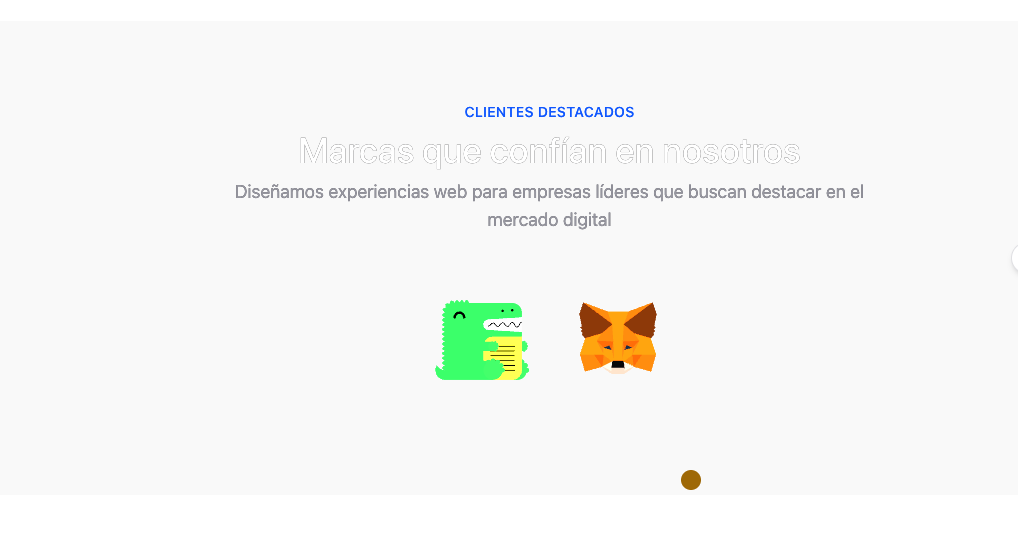 CLIENTES DESTACADOS
Marcas que confían en nosotros
Diseñamos experiencias web para empresas líderes que buscan destacar en el
mercado digital